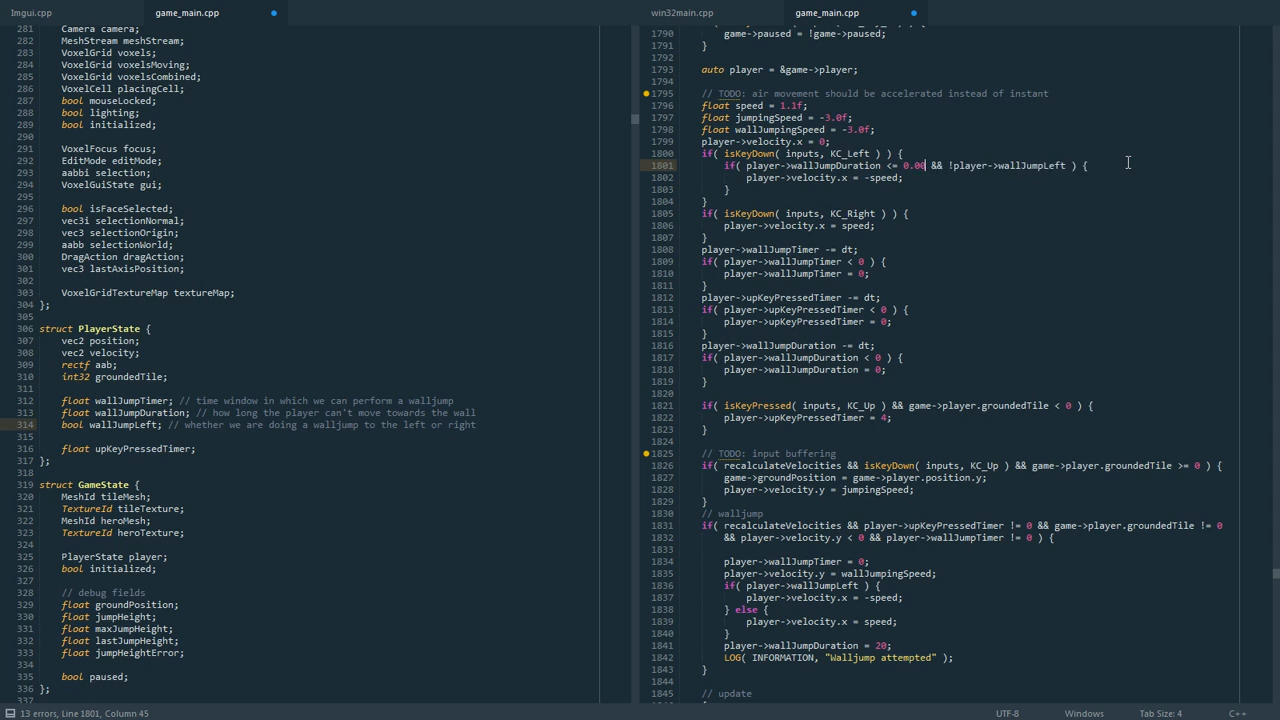 Imgui.cpp
game_main.cpp
281 Camera camera;
282 MeshStream meshStream;
283 VoxelGrid voxels;
284 VoxelGrid voxelsMoving;
285 VoxelGrid voxelsCombined;
286 VoxelCell placingCell;
287 bool mouseLocked;
288 bool lighting;
289 bool initialized;
290
291 VoxelFocus focus;
292 EditMode editMode;
293 aabbi selection;
294 VoxelGuiState gui;
295
296 bool isFaceSelected;
297 vec3i selectionNormal;
298 vec3 selectionOrigin;
299 aabb selectionWorld;
300 DragAction dragAction;
301 vec3 lastAxisPosition;
302
303 VoxelGridTextureMap textureMap;
304 };
305
306 struct PlayerState {
307 vec2 position;
308 vec2 velocity;
309 rectf aab;
310 int32 groundedTile;
311
312 float wallJumpTimer; // time window in which we can perform a walljump
313 float wallJumpDuration; // how long the player can't move towards the wall
314 bool wallJumpLeft; // whether we are doing a walljump to the left or right
315
316 float upKeyPressedTimer;
317 };
318
319 struct GameState {
320 MeshId tileMesh;
321 TextureId tileTexture;
322 MeshId heroMesh;
323 TextureId heroTexture;
324
325 PlayerState player;
326 bool initialized;
327
328 // debug fields
329 float groundPosition;
330 float jumpHeight;
331 float maxJumpHeight;
332 float lastJumpHeight;
333 float jumpHeightError;
334
335 bool paused;
336 };
337
win32main.cpp
game_main.cpp
1790 game->paused = !game->paused;
1791 }
1792
1793 auto player = &game->player;
1794
1795 // TODO: air movement should be accelerated instead of instant
1796 float speed = 1.1f;
1797 float jumpingSpeed = -3.0f;
1798 float wallJumpingSpeed = -3.0f;
1799 player->velocity.x = 0;
1800 if( isKeyDown( inputs, KC_Left ) ) {
1801 if( player->wallJumpDuration <= 0.00 && !player->wallJumpLeft ) {
1802 player->velocity.x = -speed;
1803 }
1804 }
1805 if( isKeyDown( inputs, KC_Right ) ) {
1806 player->velocity.x = speed;
1807 }
1808 player->wallJumpTimer -= dt;
1809 if( player->wallJumpTimer < 0 ) {
1810 player->wallJumpTimer = 0;
1811 }
1812 player->upKeyPressedTimer -= dt;
1813 if( player->upKeyPressedTimer < 0 ) {
1814 player->upKeyPressedTimer = 0;
1815 }
1816 player->wallJumpDuration -= dt;
1817 if( player->wallJumpDuration < 0 ) {
1818 player->wallJumpDuration = 0;
1819 }
1820
1821 if( isKeyPressed( inputs, KC_Up ) && game->player.groundedTile < 0 ) {
1822 player->upKeyPressedTimer = 4;
1823 }
1824
1825 // TODO: input buffering
1826 if( recalculateVelocities && isKeyDown( inputs, KC_Up ) && game->player.groundedTile >= 0 ) {
1827 game->groundPosition = game->player.position.y;
1828 player->velocity.y = jumpingSpeed;
1829 }
1830 // walljump
1831 if( recalculateVelocities && player->upKeyPressedTimer != 0 && game->player.groundedTile != 0
1832 && player->velocity.y < 0 && player->wallJumpTimer != 0 ) {
1833
1834 player->wallJumpTimer = 0;
1835 player->velocity.y = wallJumpingSpeed;
1836 if( player->wallJumpLeft ) {
1837 player->velocity.x = -speed;
1838 } else {
1839 player->velocity.x = speed;
1840 }
1841 player->wallJumpDuration = 20;
1842 LOG( INFORMATION, "Walljump attempted" );
1843 }
1844
1845 // update
13 errors, Line 1801, Column 45
UTF-8
Windows
Tab Size: 4
C++